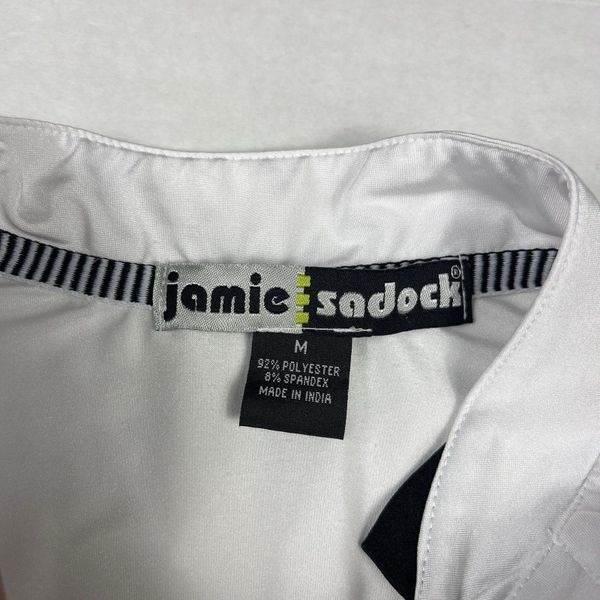 jamie sadock®
M
92% POLYESTER
8% SPANDEX
MADE IN INDIA